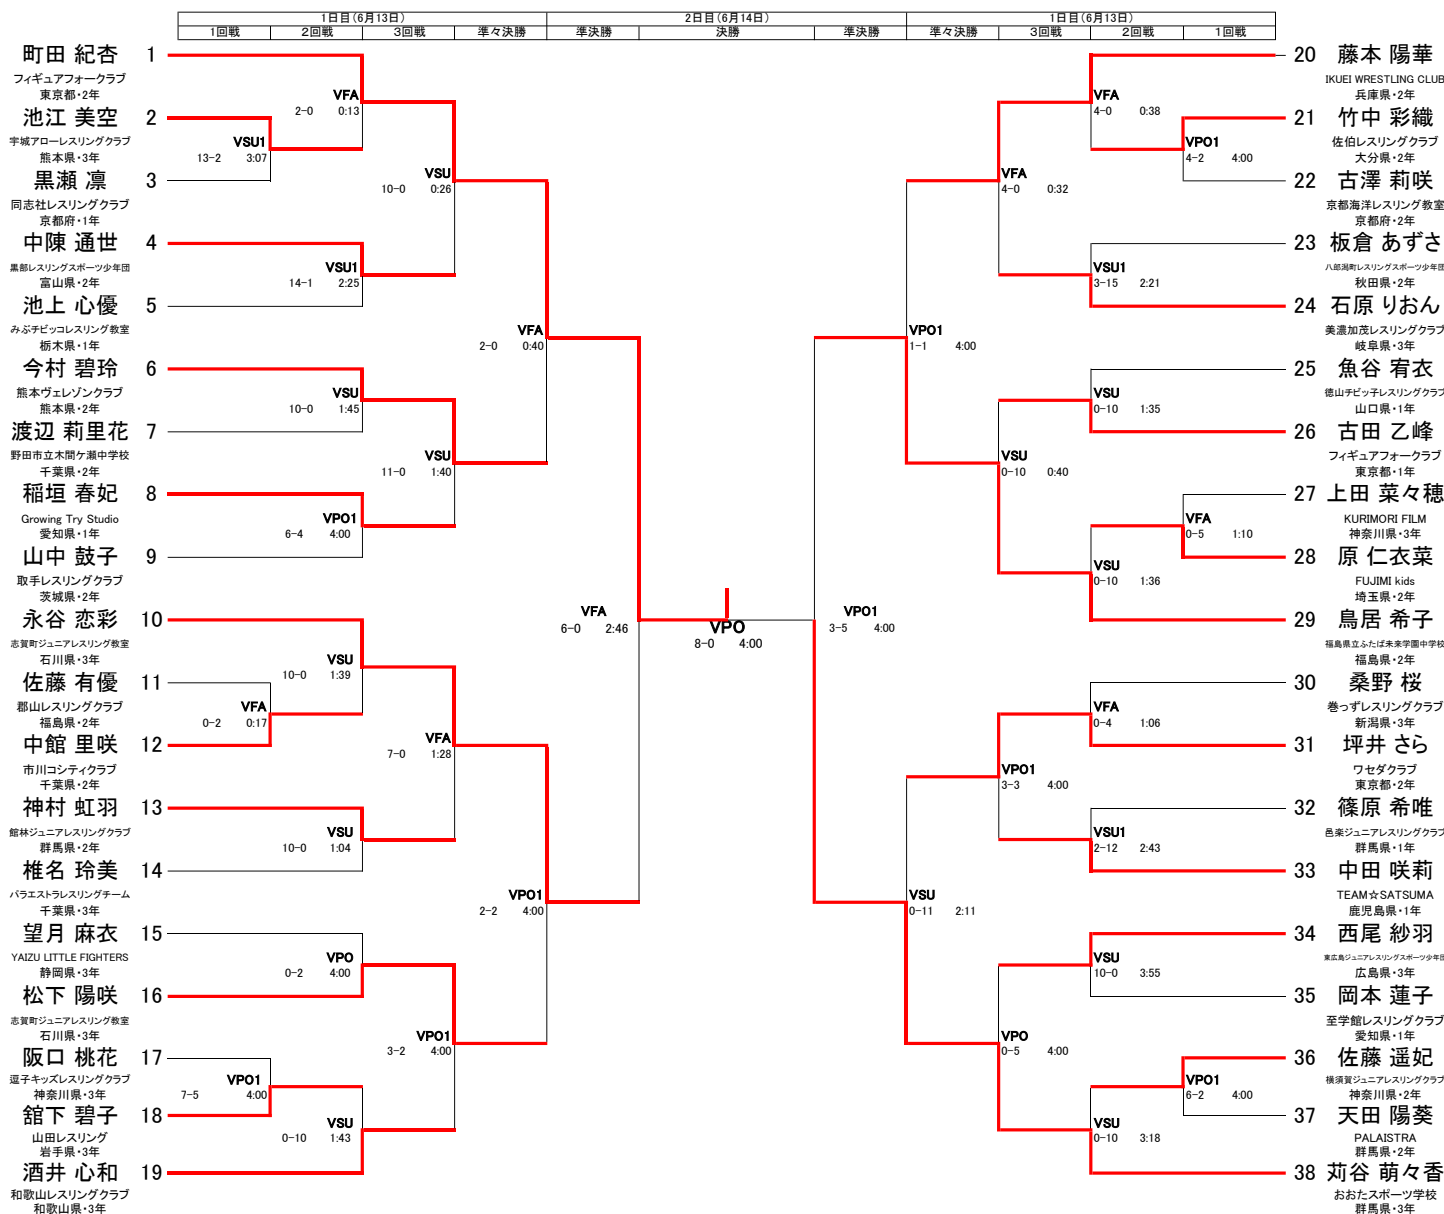 1日目(6月13日) 2日目(6月14日) 1日目(6月13日)
1回戦 2回戦 3回戦 準々決勝 準決勝 決勝 準決勝 準々決勝 3回戦 2回戦 1回戦
町田 紀杏 1
フィギュアフォークラブ
東京都・2年
池江 美空 2
宇城アローレスリングクラブ
熊本県・3年
黒瀬 凛 3
同志社レスリングクラブ
京都府・1年
中陳 通世 4
黒部レスリングスポーツ少年団
富山県・2年
池上 心優 5
みぶチビッコレスリング教室
栃木県・1年
今村 碧玲 6
熊本ヴェレゾンクラブ
熊本県・2年
渡辺 莉里花 7
野田市立木間ケ瀬中学校
千葉県・2年
稲垣 春妃 8
Growing Try Studio
愛知県・1年
山中 鼓子 9
取手レスリングクラブ
茨城県・2年
永谷 恋彩 10
志賀町ジュニアレスリング教室
石川県・3年
佐藤 有優 11
郡山レスリングクラブ
福島県・2年
中館 里咲 12
市川コシティクラブ
千葉県・2年
神村 虹羽 13
館林ジュニアレスリングクラブ
群馬県・2年
椎名 玲美 14
パラエストラレスリングチーム
千葉県・3年
望月 麻衣 15
YAIZU LITTLE FIGHTERS
静岡県・3年
松下 陽咲 16
志賀町ジュニアレスリング教室
石川県・3年
阪口 桃花 17
逗子キッズレスリングクラブ
神奈川県・3年
舘下 碧子 18
山田レスリング
岩手県・3年
酒井 心和 19
和歌山レスリングクラブ
和歌山県・3年
VSU1
13-2 3:07
VFA
0-2 0:17
VPO1
7-5 4:00
VFA
2-0 0:13
VSU1
14-1 2:25
VSU
10-0 1:45
VPO1
6-4 4:00
VSU
10-0 1:39
VSU
10-0 1:04
VPO
0-2 4:00
VSU
0-10 1:43
VSU
10-0 0:26
VSU
11-0 1:40
VFA
7-0 1:28
VPO1
3-2 4:00
VFA
2-0 0:40
VPO1
2-2 4:00
VFA
6-0 2:46
VPO
8-0 4:00
VPO1
3-5 4:00
VPO1
1-1 4:00
VSU
0-11 2:11
VFA
4-0 0:32
VSU
0-10 0:40
VPO1
3-3 4:00
VPO
0-5 4:00
VFA
4-0 0:38
VSU1
3-15 2:21
VSU
0-10 1:35
VSU
0-10 1:36
VFA
0-4 1:06
VSU1
2-12 2:43
VSU
10-0 3:55
VSU
0-10 3:18
VPO1
4-2 4:00
VFA
0-5 1:10
VPO1
6-2 4:00
20 藤本 陽華
IKUEI WRESTLING CLUB
兵庫県・2年
21 竹中 彩織
佐伯レスリングクラブ
大分県・2年
22 古澤 莉咲
京都海洋レスリング教室
京都府・2年
23 板倉 あずさ
八郎潟町レスリングスポーツ少年団
秋田県・2年
24 石原 りおん
美濃加茂レスリングクラブ
岐阜県・3年
25 魚谷 宥衣
徳山チビッ子レスリングクラブ
山口県・1年
26 古田 乙峰
フィギュアフォークラブ
東京都・1年
27 上田 菜々穂
KURIMORI FILM
神奈川県・3年
28 原 仁衣菜
FUJIMI kids
埼玉県・2年
29 鳥居 希子
福島県立ふたば未来学園中学校
福島県・2年
30 桑野 桜
巻っずレスリングクラブ
新潟県・3年
31 坪井 さら
ワセダクラブ
東京都・2年
32 篠原 希唯
邑楽ジュニアレスリングクラブ
群馬県・1年
33 中田 咲莉
TEAM☆SATSUMA
鹿児島県・1年
34 西尾 紗羽
東広島ジュニアレスリングスポーツ少年団
広島県・3年
35 岡本 蓮子
至学館レスリングクラブ
愛知県・1年
36 佐藤 遥妃
横須賀ジュニアレスリングクラブ
神奈川県・2年
37 天田 陽葵
PALAISTRA
群馬県・2年
38 苅谷 萌々香
おおたスポーツ学校
群馬県・3年